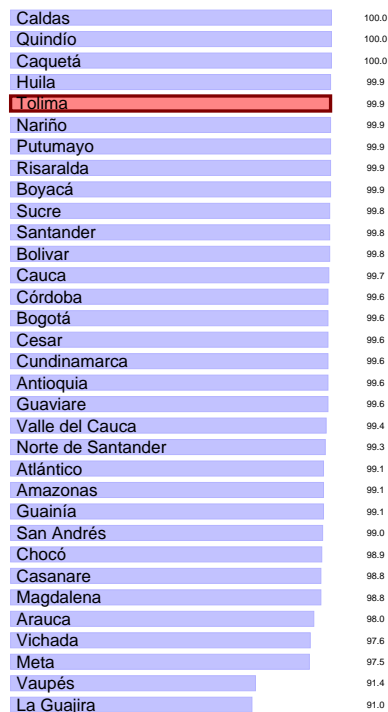 Caldas 100.0
Quindío 100.0
Caquetá 100.0
Huila 99.9
Tolima 99.9
Nariño 99.9
Putumayo 99.9
Risaralda 99.9
Boyacá 99.9
Sucre 99.8
Santander 99.8
Bolivar 99.8
Cauca 99.7
Córdoba 99.6
Bogotá 99.6
Cesar 99.6
Cundinamarca 99.6
Antioquia 99.6
Guaviare 99.6
Valle del Cauca 99.4
Norte de Santander 99.3
Atlántico 99.1
Amazonas 99.1
Guainía 99.1
San Andrés 99.0
Chocó 98.9
Casanare 98.8
Magdalena 98.8
Arauca 98.0
Vichada 97.6
Meta 97.5
Vaupés 91.4
La Guajira 91.0